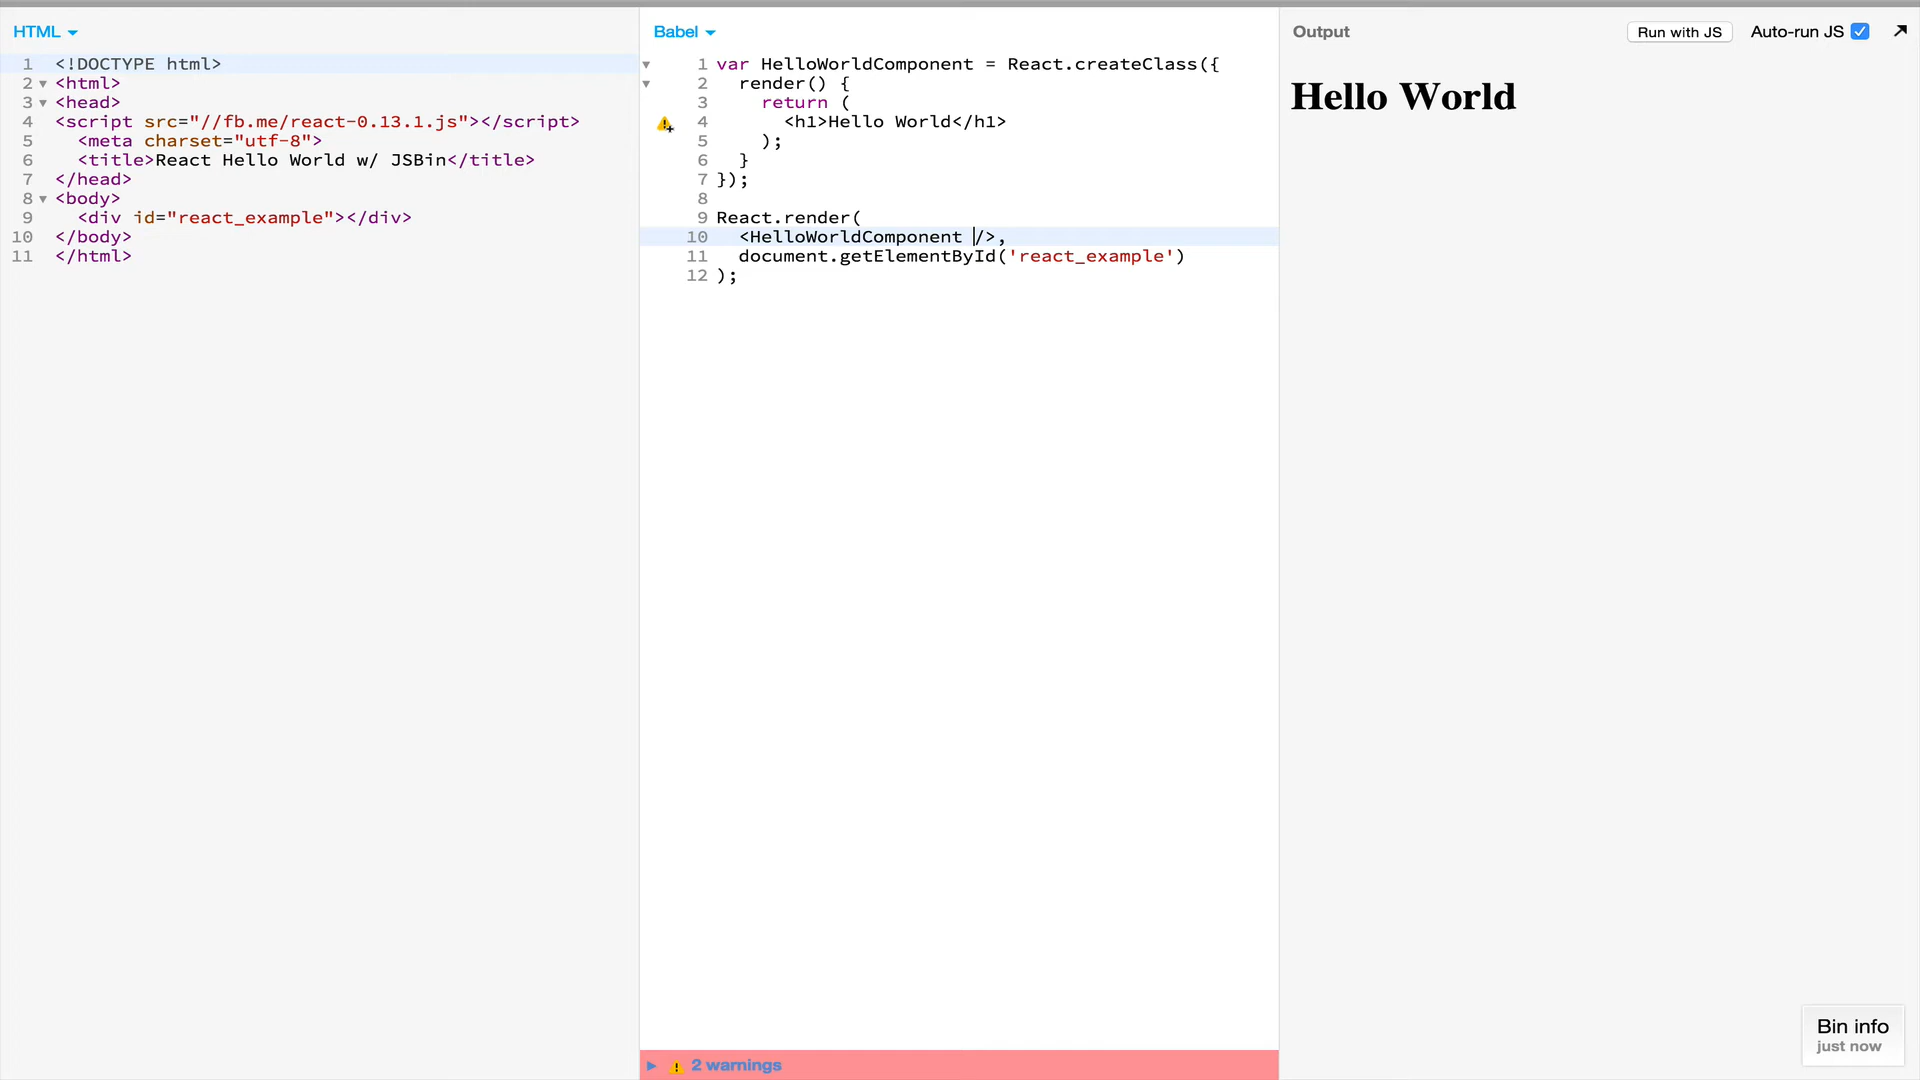 HTML
1 <!DOCTYPE html>
2 <html>
3 <head>
4 <script src="//fb.me/react-0.13.1.js"></script>
5   <meta charset="utf-8">
6   <title>React Hello World w/ JSBin</title>
7 </head>
8 <body>
9   <div id="react_example"></div>
10 </body>
11 </html>
Babel
1 var HelloWorldComponent = React.createClass({
2   render() {
3     return (
4       <h1>Hello World</h1>
5     );
6   }
7 });
8
9 React.render(
10   <HelloWorldComponent />,
11   document.getElementById('react_example')
12 );
2 warnings
Output
Run with JS
Auto-run JS
Hello World
Bin info
just now